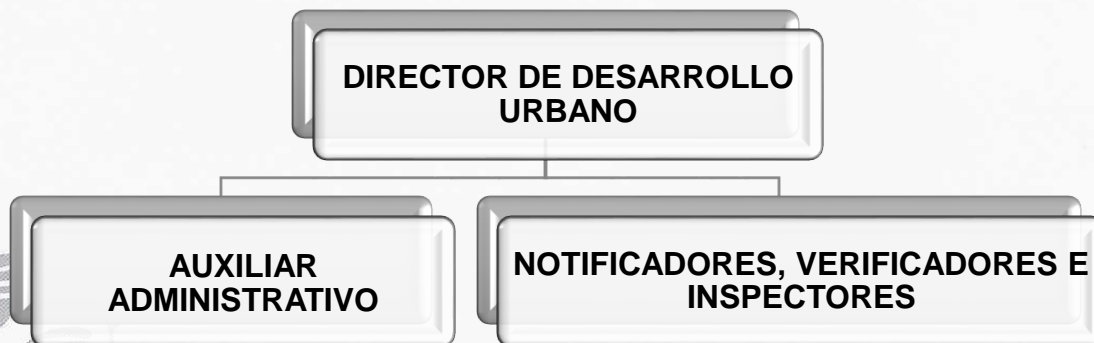 DIRECTOR DE DESARROLLO
URBANO
AUXILIAR
ADMINISTRATIVO
NOTIFICADORES, VERIFICADORES E
INSPECTORES